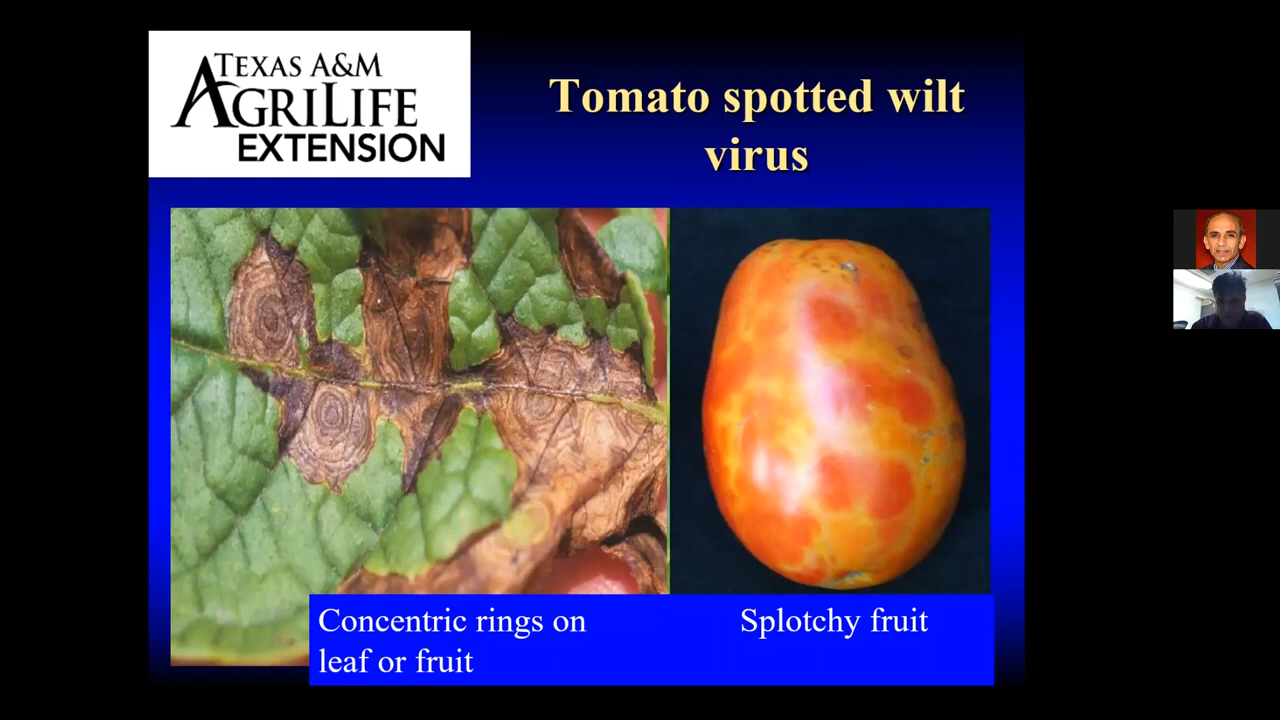 TEXAS A&M
AGRILIFE
EXTENSION
Tomato spotted wilt
virus
Concentric rings on
leaf or fruit
Splotchy fruit